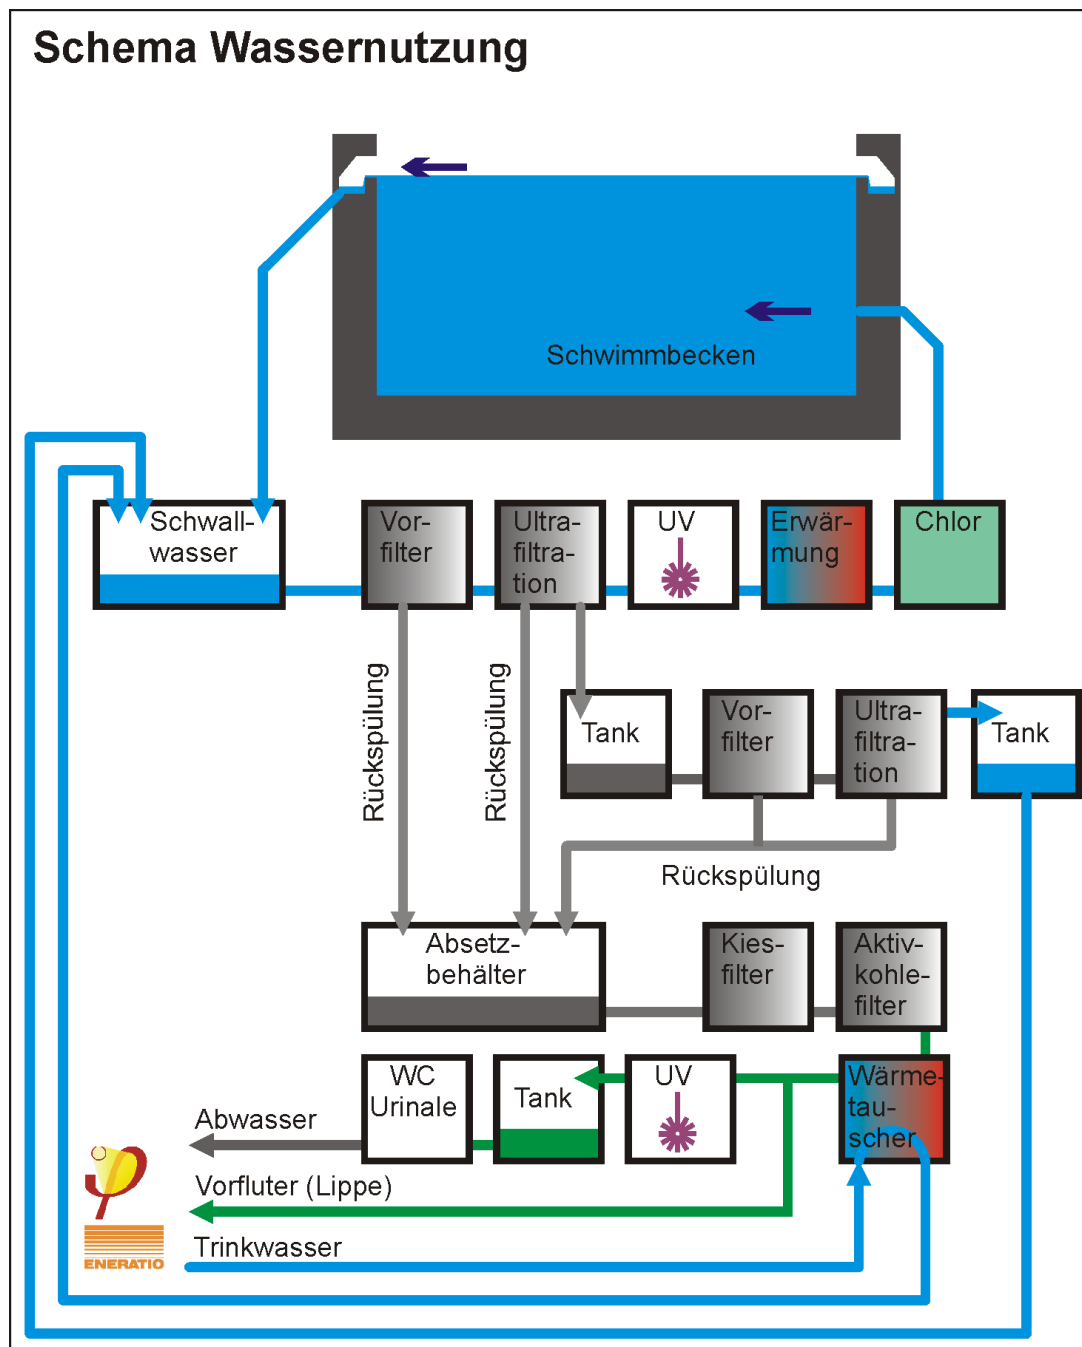 Schema Wassernutzung
Schwimmbecken
Schwall-
wasser
Vor-
filter
Ultra-
filtra-
tion
UV
Erwär-
mung
Chlor
Rückspülung
Rückspülung
Tank
Vor-
filter
Ultra-
filtra-
tion
Tank
Rückspülung
Absetz-
behälter
Kies-
filter
Aktiv-
kohle-
filter
WC
Urinale
Tank
UV
Wärme-
tau-
scher
Abwasser
Vorfluter (Lippe)
Trinkwasser
ENERATIO